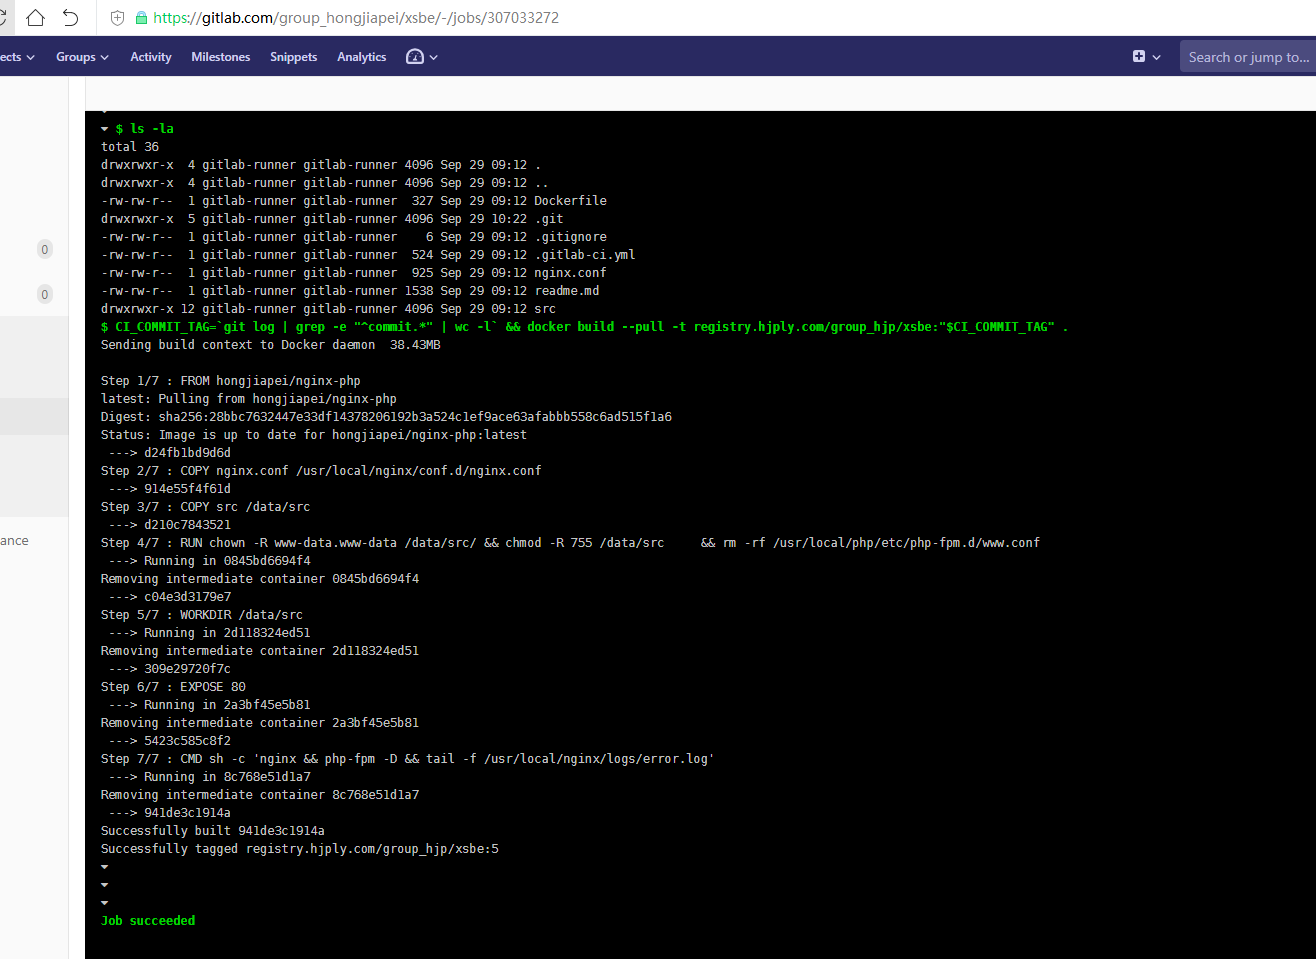 https://gitlab.com/group_hongjiapei/xsbe/-/jobs/307033272
ects Groups Activity Milestones Snippets Analytics Search or jump to...
$ ls -la
total 36
drwxrwxr-x  4 gitlab-runner gitlab-runner 4096 Sep 29 09:12 .
drwxrwxr-x  4 gitlab-runner gitlab-runner 4096 Sep 29 09:12 ..
-rw-rw-r--  1 gitlab-runner gitlab-runner  327 Sep 29 09:12 Dockerfile
drwxrwxr-x  5 gitlab-runner gitlab-runner 4096 Sep 29 10:22 .git
-rw-rw-r--  1 gitlab-runner gitlab-runner    6 Sep 29 09:12 .gitignore
-rw-rw-r--  1 gitlab-runner gitlab-runner  524 Sep 29 09:12 .gitlab-ci.yml
-rw-rw-r--  1 gitlab-runner gitlab-runner  925 Sep 29 09:12 nginx.conf
-rw-rw-r--  1 gitlab-runner gitlab-runner 1538 Sep 29 09:12 readme.md
drwxrwxr-x 12 gitlab-runner gitlab-runner 4096 Sep 29 09:12 src
$ CI_COMMIT_TAG=`git log | grep -e "^commit.*" | wc -l` && docker build --pull -t registry.hjply.com/group_hjp/xsbe:"$CI_COMMIT_TAG" .
Sending build context to Docker daemon  38.43MB
Step 1/7 : FROM hongjiapei/nginx-php
latest: Pulling from hongjiapei/nginx-php
Digest: sha256:28bbc7632447e33df14378206192b3a524c1ef9ace63afabbb558c6ad515f1a6
Status: Image is up to date for hongjiapei/nginx-php:latest
---> d24fb1bd9d6d
Step 2/7 : COPY nginx.conf /usr/local/nginx/conf.d/nginx.conf
---> 914e55f4f61d
Step 3/7 : COPY src /data/src
---> d210c7843521
Step 4/7 : RUN chown -R www-data.www-data /data/src/ && chmod -R 755 /data/src     && rm -rf /usr/local/php/etc/php-fpm.d/www.conf
---> Running in 0845bd6694f4
Removing intermediate container 0845bd6694f4
---> c04e3d3179e7
Step 5/7 : WORKDIR /data/src
---> Running in 2d118324ed51
Removing intermediate container 2d118324ed51
---> 309e29720f7c
Step 6/7 : EXPOSE 80
---> Running in 2a3bf45e5b81
Removing intermediate container 2a3bf45e5b81
---> 5423c585c8f2
Step 7/7 : CMD sh -c 'nginx && php-fpm -D && tail -f /usr/local/nginx/logs/error.log'
---> Running in 8c768e51d1a7
Removing intermediate container 8c768e51d1a7
---> 941de3c1914a
Successfully built 941de3c1914a
Successfully tagged registry.hjply.com/group_hjp/xsbe:5
Job succeeded
0
0
ance